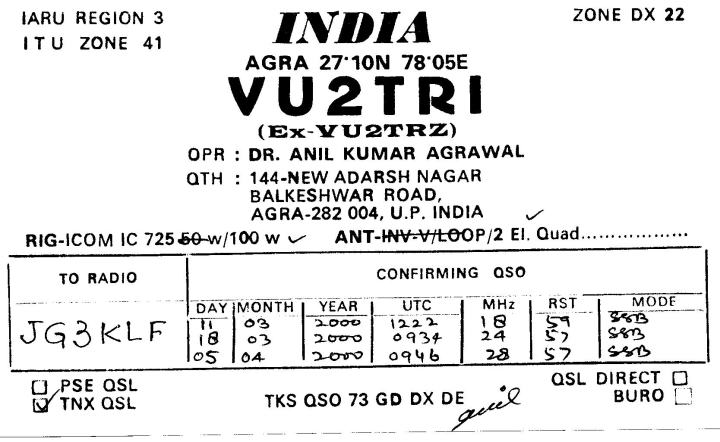 IARU REGION 3
ITU ZONE 41
INDIA
ZONE DX 22
AGRA 27°10N 78°05E
VU2TRI
(Ex-VU2TRZ)
OPR : DR. ANIL KUMAR AGRAWAL
QTH : 144-NEW ADARSH NAGAR
BALKESHWAR ROAD,
AGRA-282 004, U.P. INDIA
RIG-ICOM IC 725 50 w/100 w ✓ ANT-INV-V/LOOP/2 El. Quad..................
TO RADIO
CONFIRMING QSO
DAY MONTH YEAR UTC MHz RST MODE
JG3KLF
11 03 2000 1222 18 59 SSB
18 03 2000 0934 24 57 SSB
05 04 2000 0946 28 57 SSB
☐ PSE QSL
☑ TNX QSL
TKS QSO 73 GD DX DE anil
QSL DIRECT ☐
BURO ☐